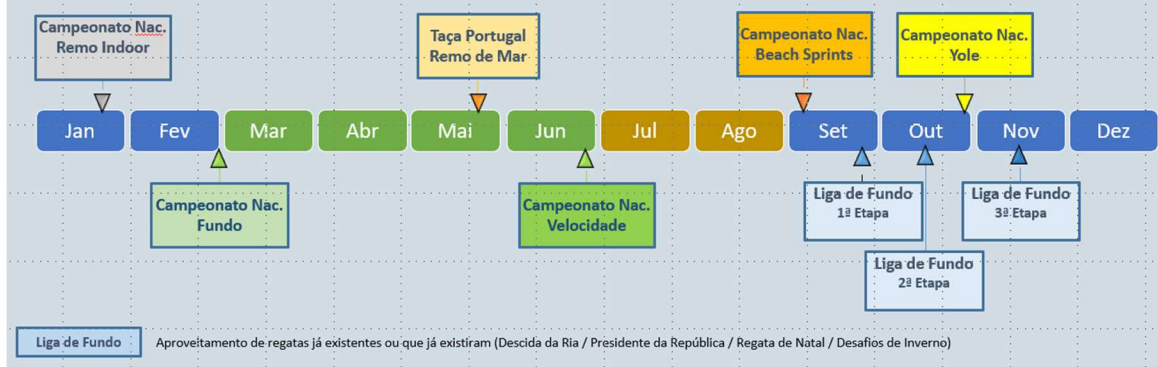 Campeonato Nac.
Remo Indoor
Taça Portugal
Remo de Mar
Campeonato Nac.
Beach Sprints
Campeonato Nac.
Yole
Jan Fev Mar Abr Mai Jun Jul Ago Set Out Nov Dez
Campeonato Nac.
Fundo
Campeonato Nac.
Velocidade
Liga de Fundo
1ª Etapa
Liga de Fundo
3ª Etapa
Liga de Fundo
2ª Etapa
Liga de Fundo
Aproveitamento de regatas já existentes ou que já existiram (Descida da Ria / Presidente da República / Regata de Natal / Desafios de Inverno)